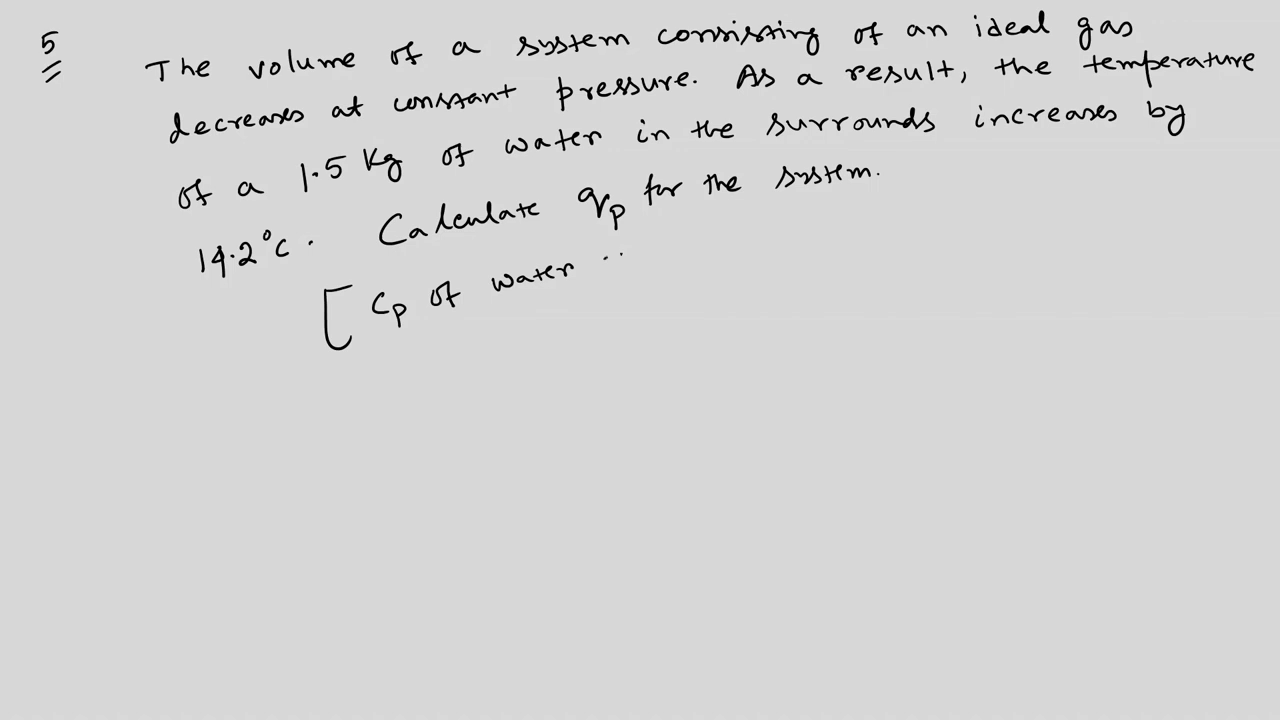 5
The volume of a system consisting of an ideal gas
decreases at constant pressure. As a result, the temperature
of a 1.5 Kg of water in the surrounds increases by
14.2°C. Calculate qp for the system.
[ Cp of water